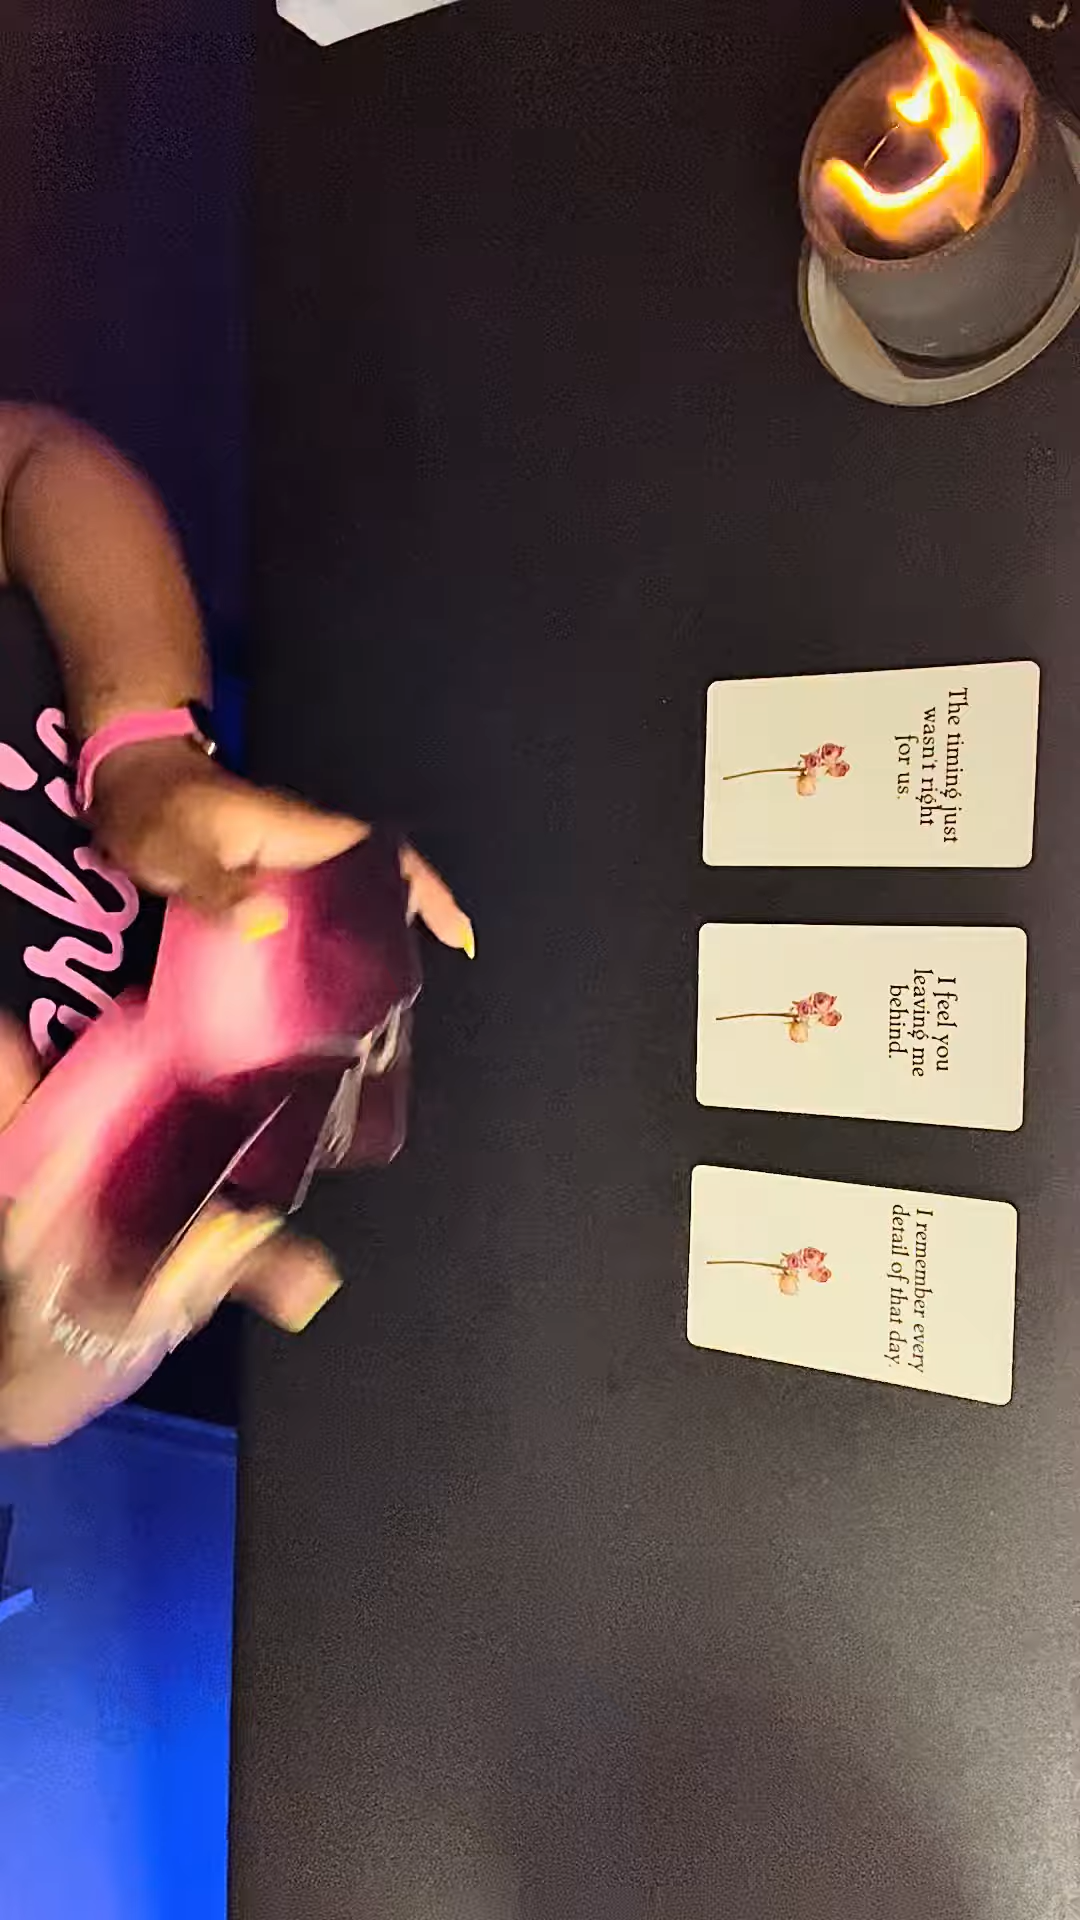 The timing just
wasn't right
for us.
I feel you
leaving me
behind.
I remember every
detail of that day.